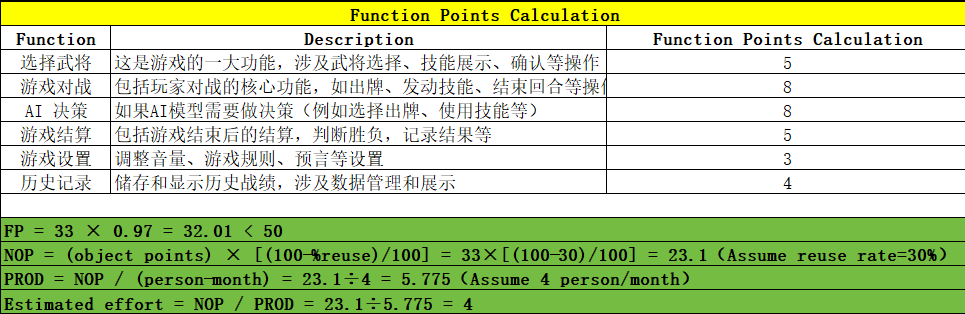 Function Points Calculation
Function Description Function Points Calculation
选择武将 这是游戏的一大功能，涉及武将选择、技能展示、确认等操作 5
游戏对战 包括玩家对战的核心功能，如出牌、发动技能、结束回合等操 8
AI 决策 如果AI模型需要做决策（例如选择出牌、使用技能等） 8
游戏结算 包括游戏结束后的结算，判断胜负，记录结果等 5
游戏设置 调整音量、游戏规则、预言等设置 3
历史记录 储存和显示历史战绩，涉及数据管理和展示 4
FP = 33 × 0.97 = 32.01 < 50
NOP = (object points) × [(100-%reuse)/100] = 33×[(100-30)/100] = 23.1（Assume reuse rate=30%）
PROD = NOP / (person-month) = 23.1÷4 = 5.775（Assume 4 person/month）
Estimated effort = NOP / PROD = 23.1÷5.775 = 4